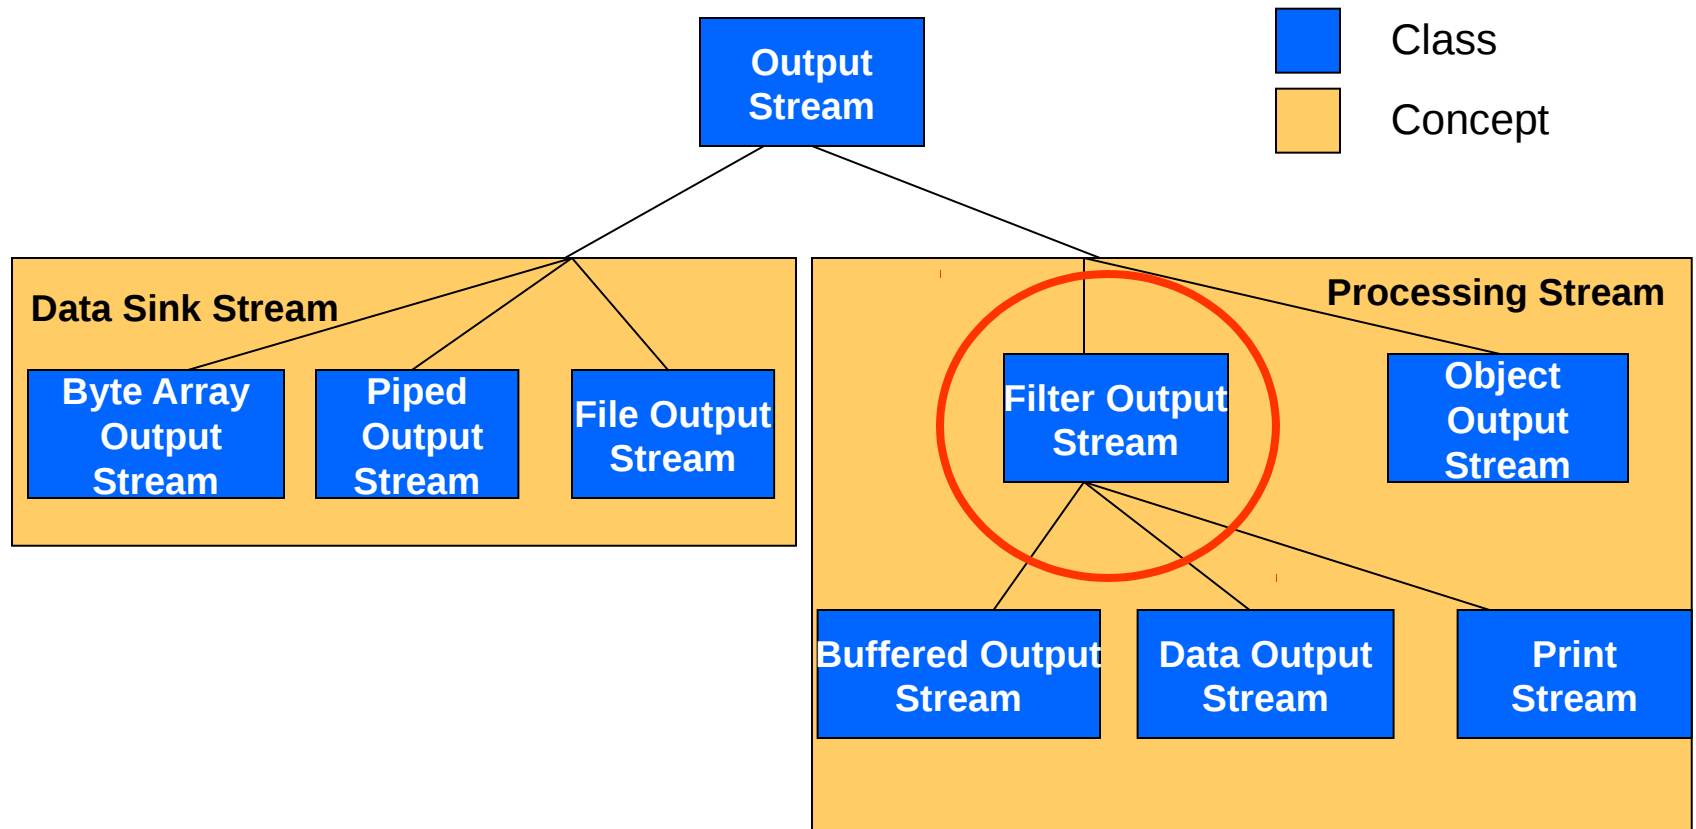 Output
Stream
Class
Concept
Data Sink Stream
Byte Array
Output
Stream
Piped
Output
Stream
File Output
Stream
Processing Stream
Filter Output
Stream
Object
Output
Stream
Buffered Output
Stream
Data Output
Stream
Print
Stream